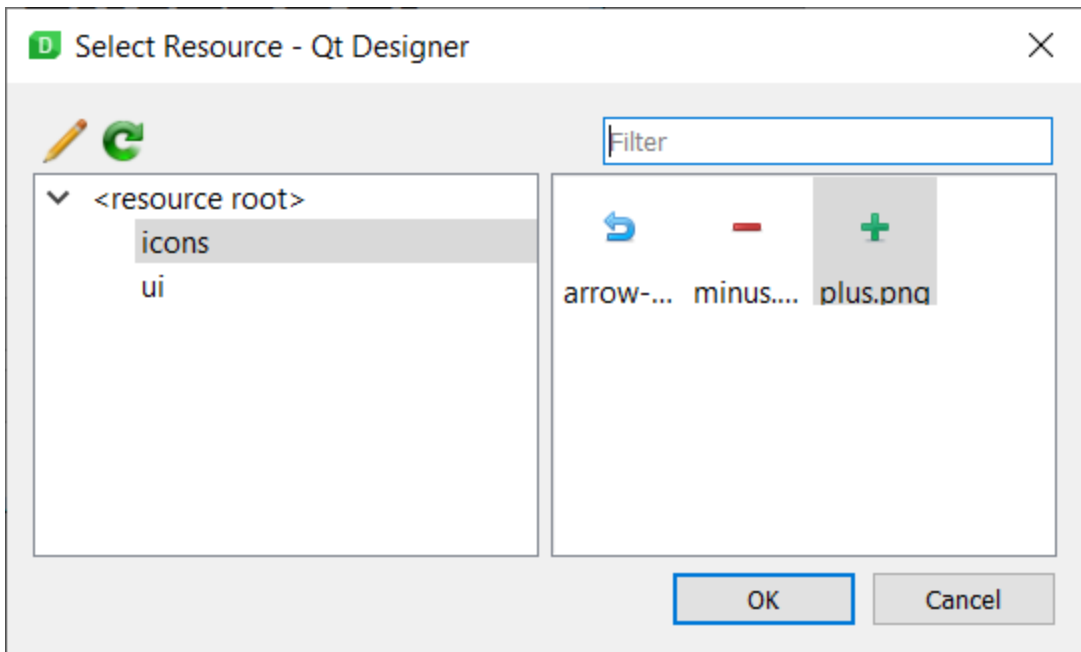 D Select Resource - Qt Designer
Filter
<resource root>
icons
ui
arrow-... minus.... plus.png
OK Cancel